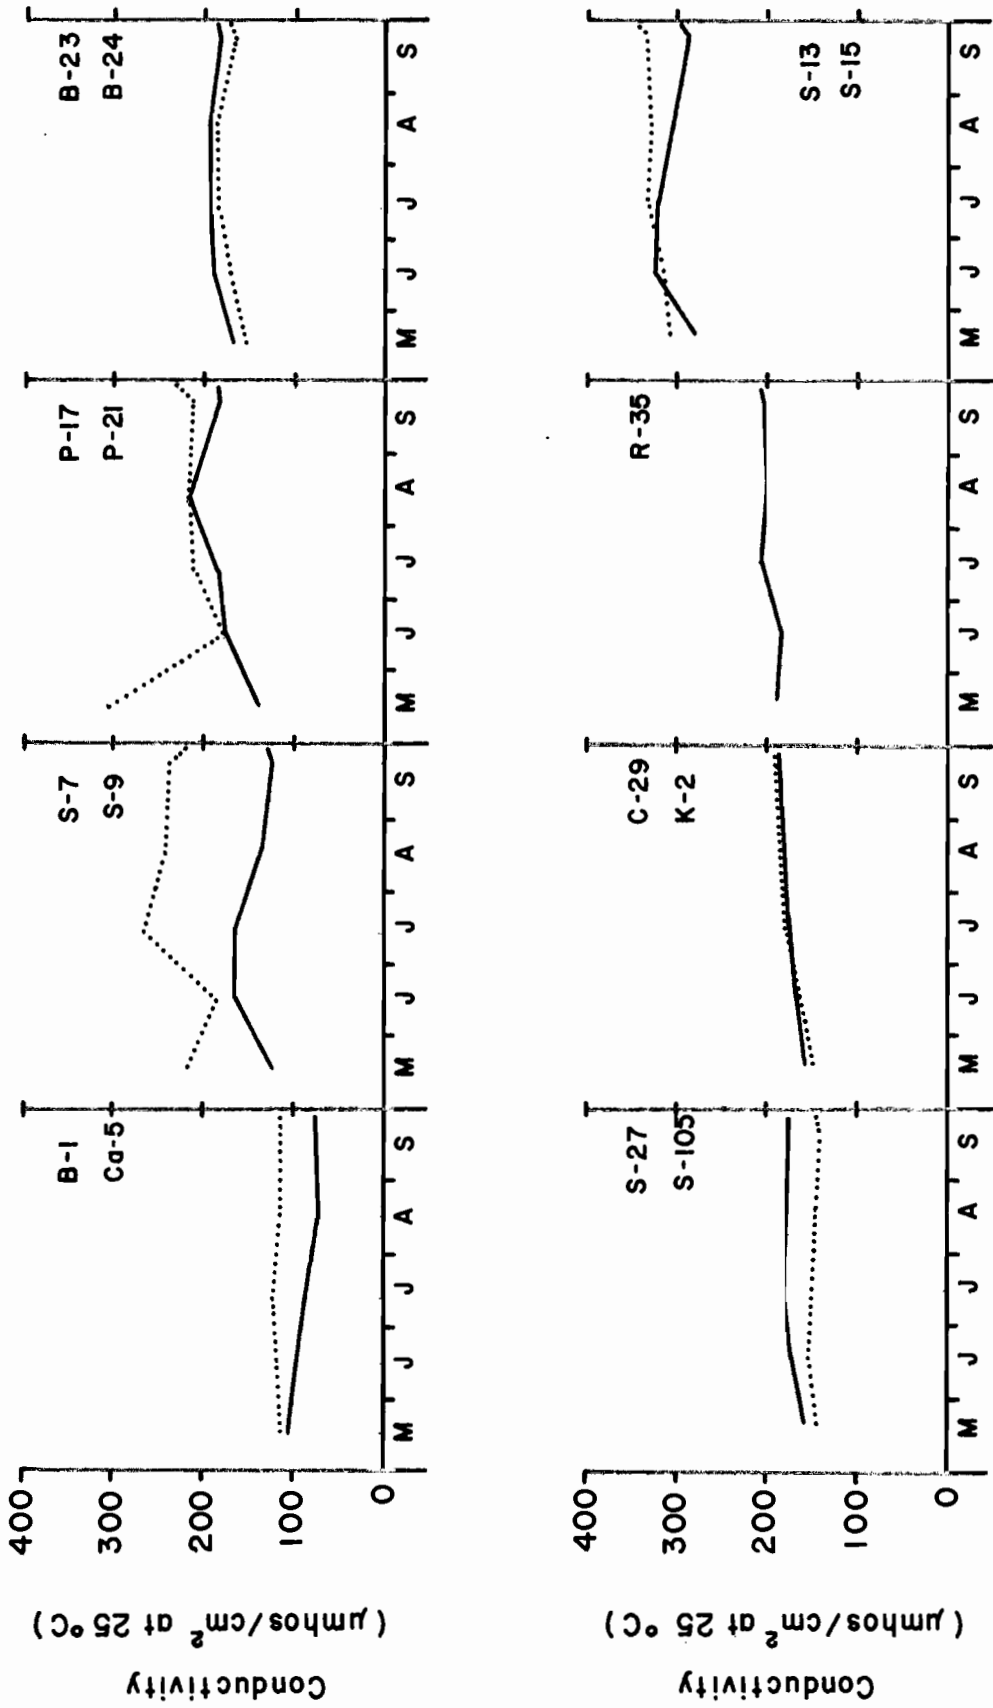 Conductivity
(μmhos/cm² at 25 °C)
400
300
200
100
0
B-1
Ca-5
M J J A S
S-7
S-9
M J J A S
P-17
P-21
M J J A S
B-23
B-24
M J J A S
Conductivity
(μmhos/cm² at 25 °C)
400
300
200
100
0
S-27
S-105
M J J A S
C-29
K-2
M J J A S
R-35
M J J A S
S-13
S-15
M J J A S